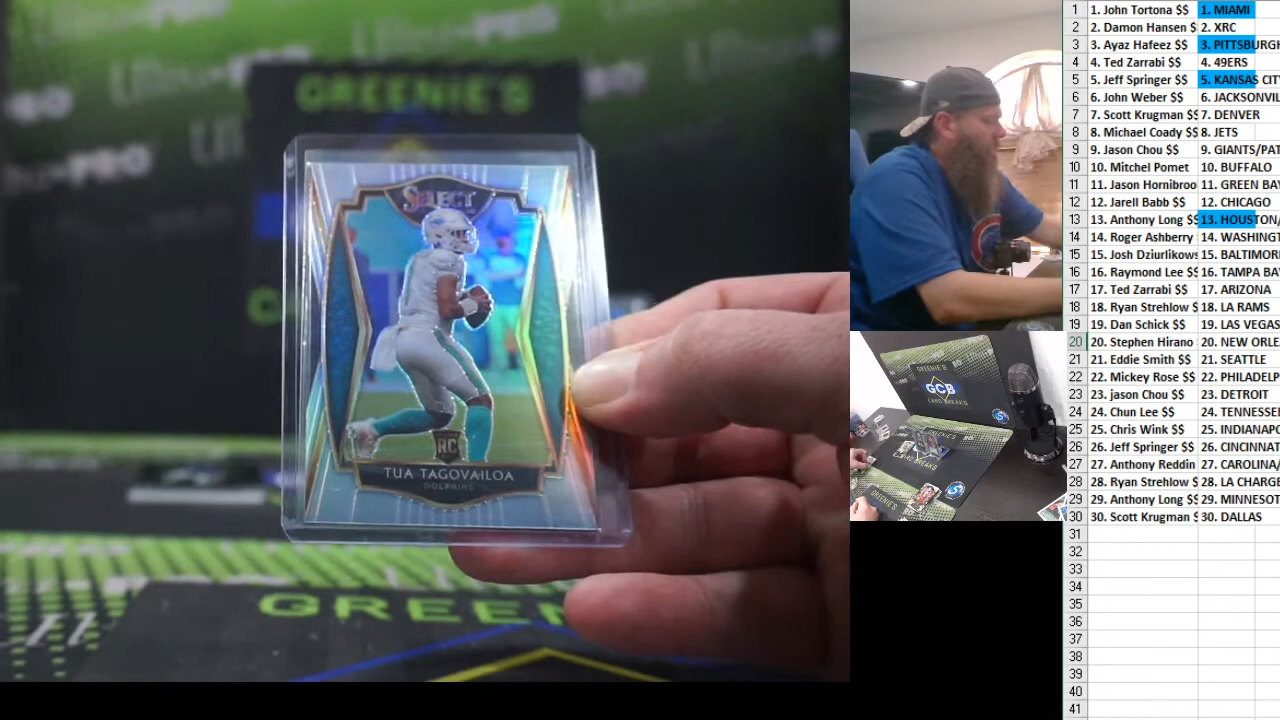 GREENIE'S
SELECT
RC
TUA TAGOVAILOA
DOLPHINS
GREEN
GREENIE'S
GCB
CARD BREAKS
CARD BREAKS
GREENIE'S
1 1. John Tortona $$ 1. MIAMI
2 2. Damon Hansen $ 2. XRC
3 3. Ayaz Hafeez $$ 3. PITTSBURGH
4 4. Ted Zarrabi $$ 4. 49ERS
5 5. Jeff Springer $$ 5. KANSAS CITY
6 6. John Weber $$ 6. JACKSONVIL
7 7. Scott Krugman $ 7. DENVER
8 8. Michael Coady $$ 8. JETS
9 9. Jason Chou $$ 9. GIANTS/PAT
10 10. Mitchel Pomet 10. BUFFALO
11 11. Jason Hornibroo 11. GREEN BAY
12 12. Jarell Babb $$ 12. CHICAGO
13 13. Anthony Long $$ 13. HOUSTON/
14 14. Roger Ashberry 14. WASHINGT
15 15. Josh Dziurlikows 15. BALTIMOR
16 16. Raymond Lee $$ 16. TAMPA BA
17 17. Ted Zarrabi $$ 17. ARIZONA
18 18. Ryan Strehlow $ 18. LA RAMS
19 19. Dan Schick $$ 19. LAS VEGAS
20 20. Stephen Hirano 20. NEW ORLE
21 21. Eddie Smith $$ 21. SEATTLE
22 22. Mickey Rose $$ 22. PHILADELP
23 23. jason Chou $$ 23. DETROIT
24 24. Chun Lee $$ 24. TENNESSEE
25 25. Chris Wink $$ 25. INDIANAPO
26 26. Jeff Springer $$ 26. CINCINNAT
27 27. Anthony Reddin 27. CAROLINA/
28 28. Ryan Strehlow $ 28. LA CHARGE
29 29. Anthony Long $$ 29. MINNESOT
30 30. Scott Krugman $ 30. DALLAS
31
32
33
34
35
36
37
38
39
40
41